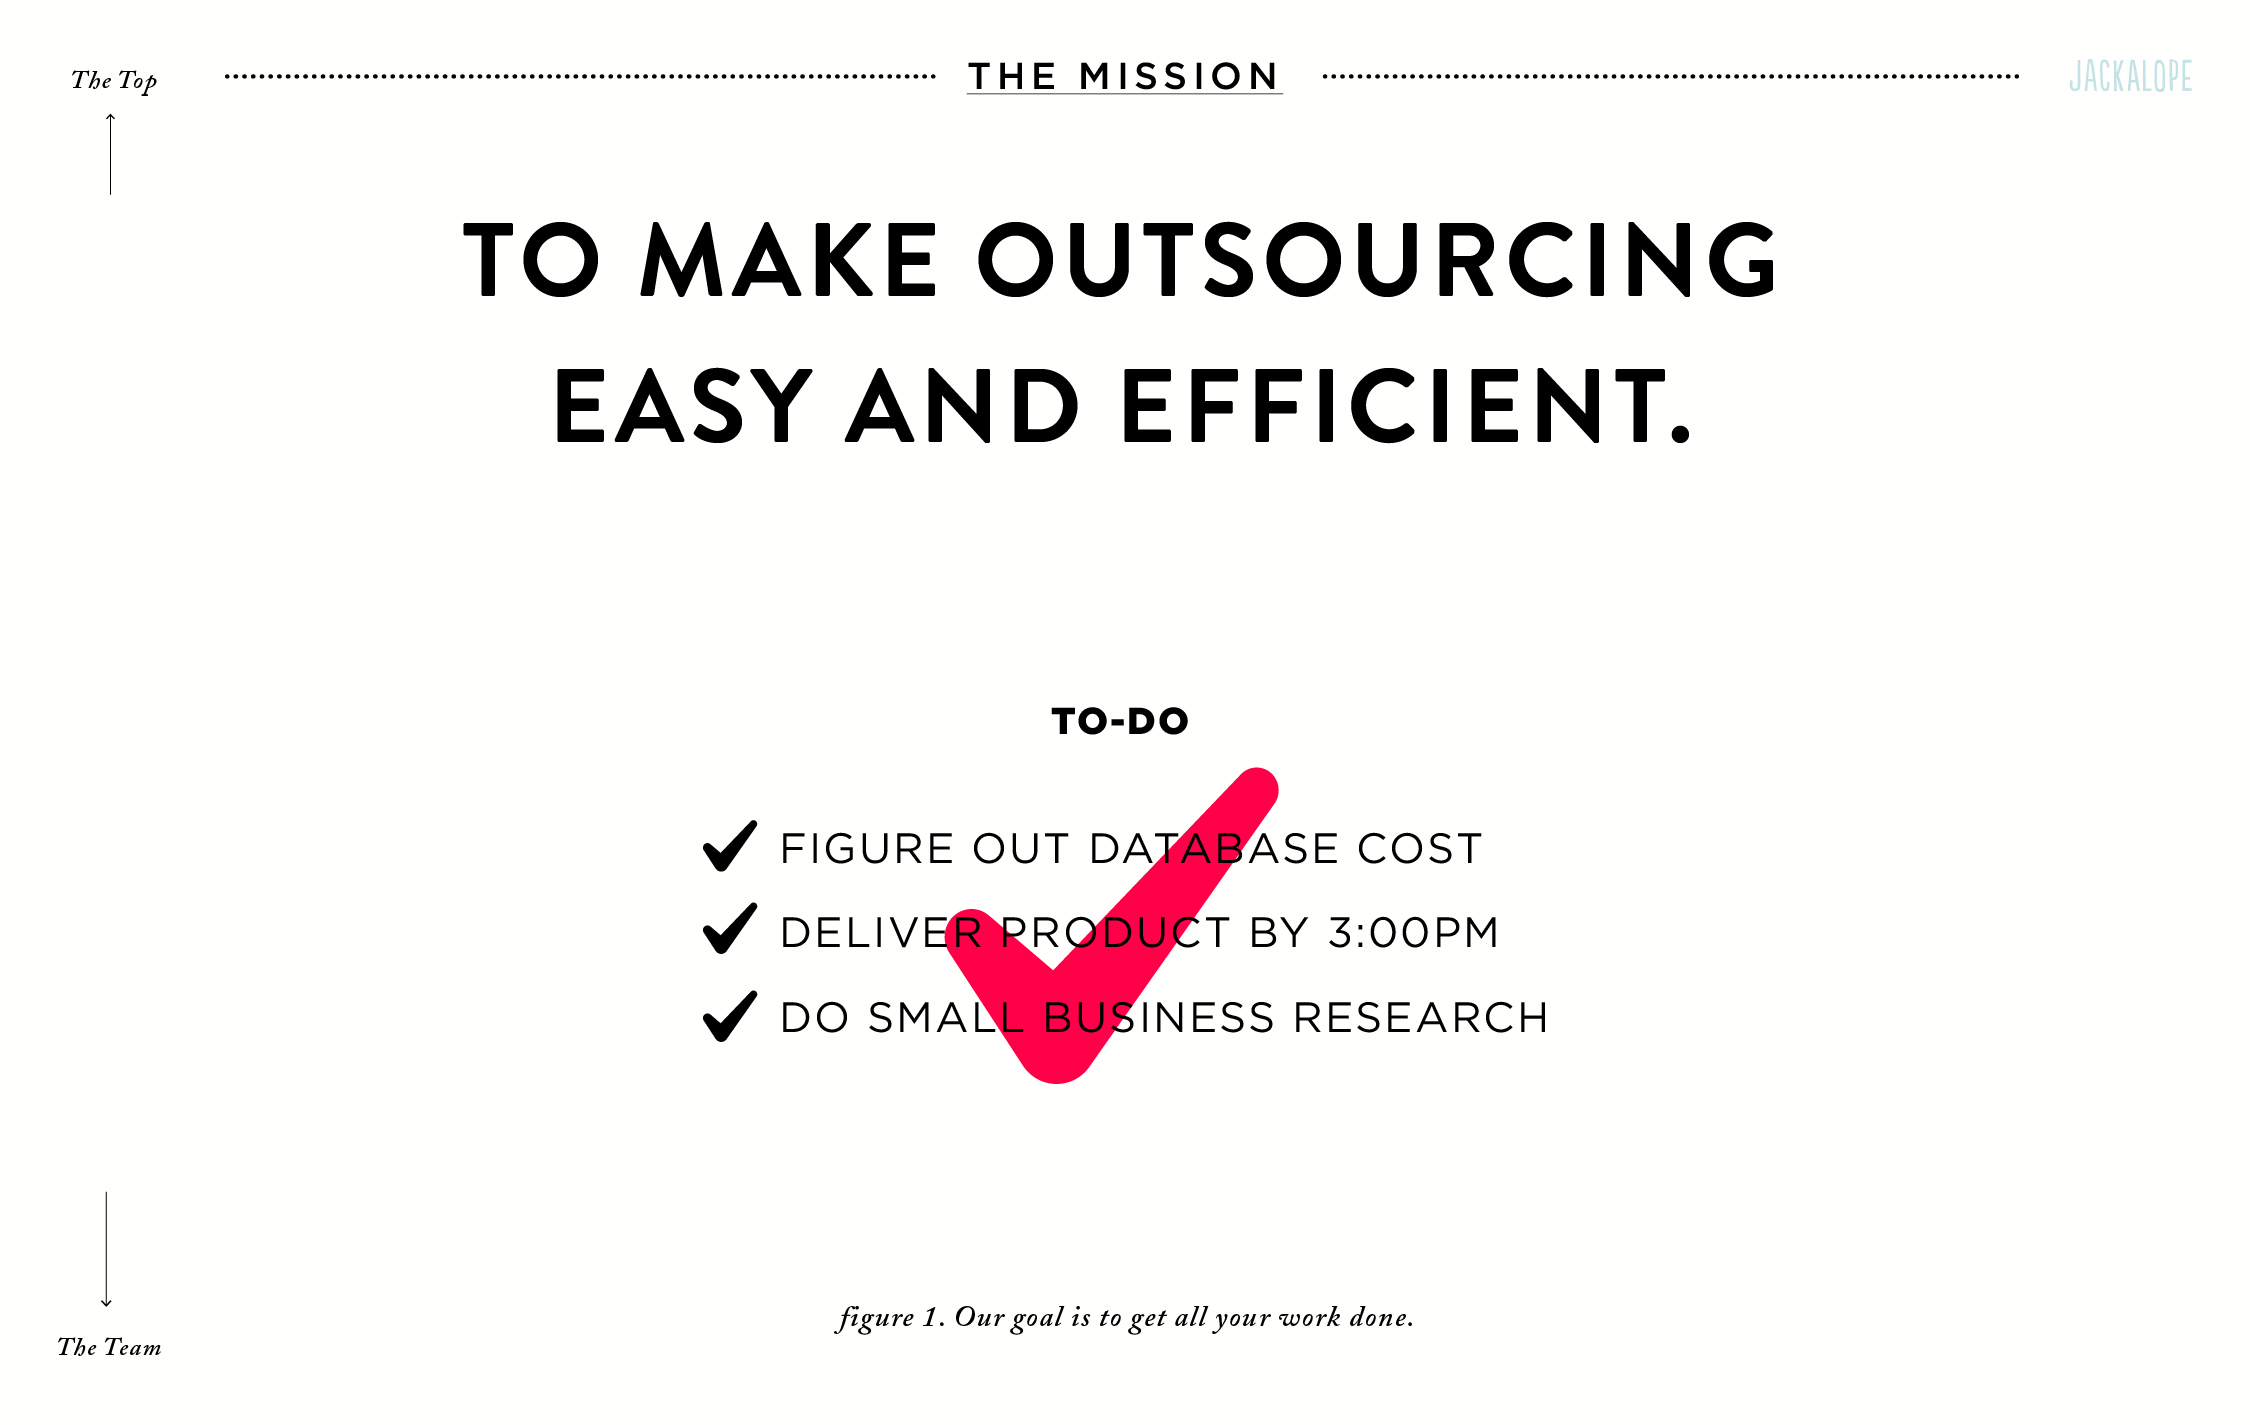 The Top
THE MISSION
JACKALOPE
TO MAKE OUTSOURCING
EASY AND EFFICIENT.
TO-DO
FIGURE OUT DATABASE COST
DELIVER PRODUCT BY 3:00PM
DO SMALL BUSINESS RESEARCH
figure 1. Our goal is to get all your work done.
The Team